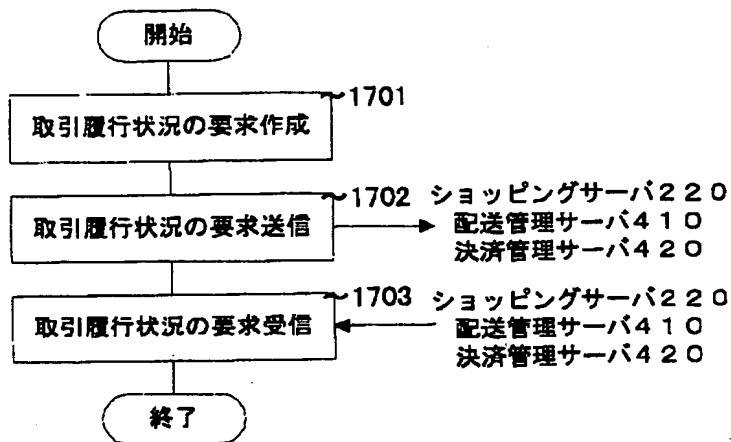 開始
1701
取引履行状況の要求作成
1702
取引履行状況の要求送信
ショッピングサーバ220
配送管理サーバ410
決済管理サーバ420
1703
取引履行状況の要求受信
ショッピングサーバ220
配送管理サーバ410
決済管理サーバ420
終了